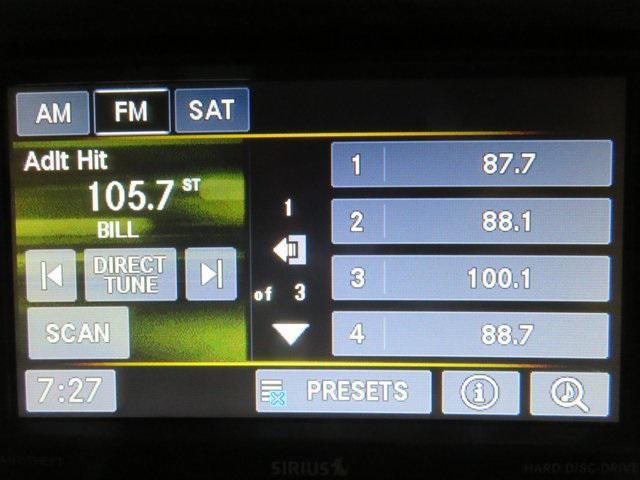 AM FM SAT
Adlt Hit
105.7 ST
BILL
DIRECT
TUNE
SCAN
1
of 3
1 87.7
2 88.1
3 100.1
4 88.7
7:27 PRESETS i
SIRIUS
HARD DISC DRIVE